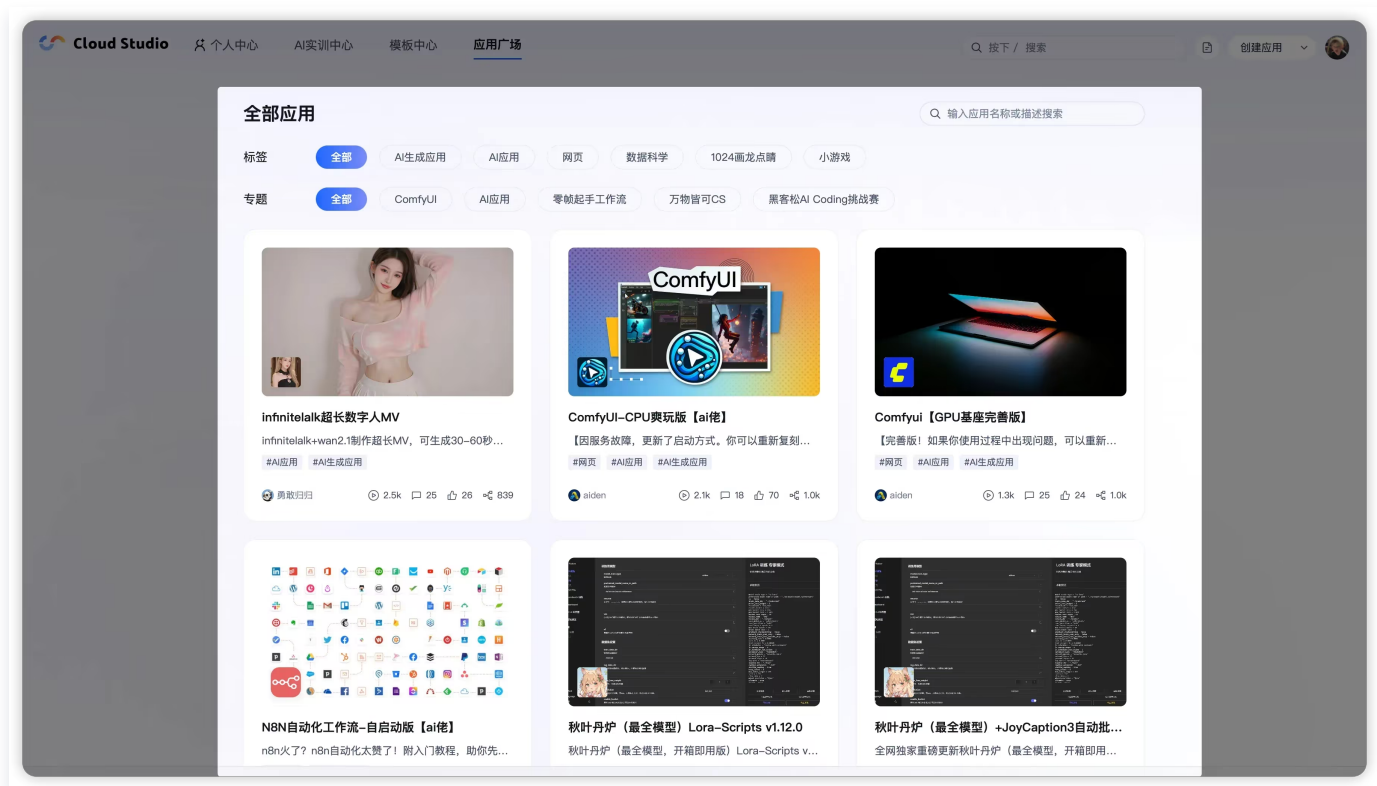 Cloud Studio 个人中心 AI实训中心 模板中心 应用广场 按下 / 搜索 创建应用
全部应用 输入应用名称或描述搜索
标签 全部 AI生成应用 AI应用 网页 数据科学 1024画龙点睛 小游戏
专题 全部 ComfyUI AI应用 零帧起手工作流 万物皆可CS 黑客松AI Coding挑战赛
ComfyUI
infinitelalk超长数字人MV
infinitelalk+wan2.1制作超长MV，可生成30-60秒...
#AI应用 #AI生成应用
勇敢归归 2.5k 25 26 839
ComfyUI-CPU爽玩版【ai佬】
【因服务故障，更新了启动方式。你可以重新复刻...
#网页 #AI应用 #AI生成应用
aiden 2.1k 18 70 1.0k
Comfyui【GPU基座完善版】
【完善版！如果你使用过程中出现问题，可以重新...
#网页 #AI应用 #AI生成应用
aiden 1.3k 25 24 1.0k
LoRA 训练 专家模式
LoRA 训练 专家模式
N8N自动化工作流-自启动版【ai佬】
n8n火了？n8n自动化太赞了！附入门教程，助你先...
秋叶丹炉（最全模型）Lora-Scripts v1.12.0
秋叶丹炉（最全模型，开箱即用版）Lora-Scripts v...
秋叶丹炉（最全模型）+JoyCaption3自动批...
全网独家重磅更新秋叶丹炉（最全模型，开箱即用...